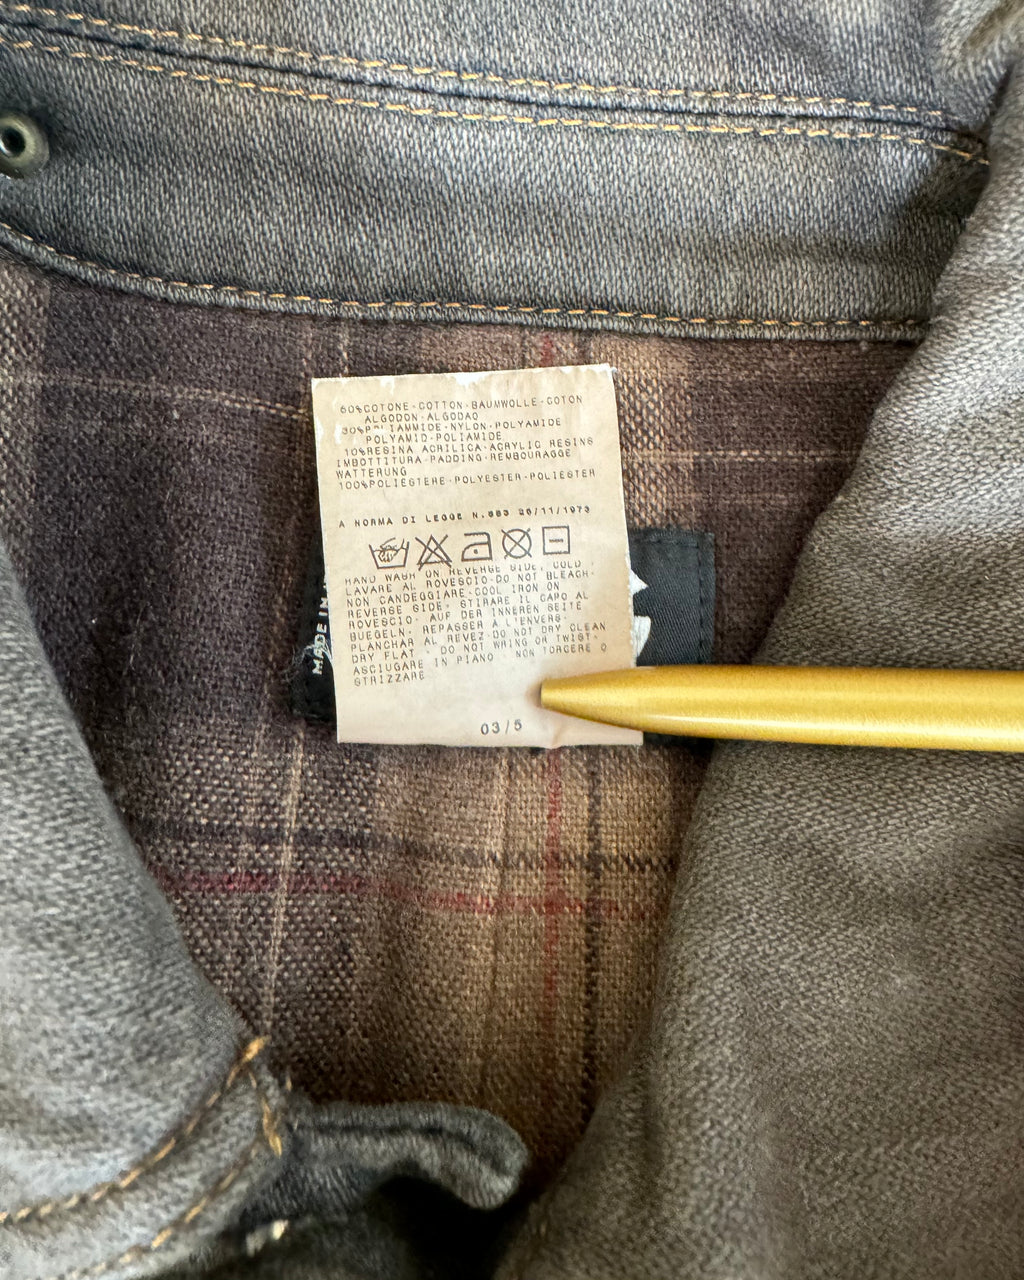 60%COTONE-COTTON-BAUMWOLLE-COTON
ALGODON-ALGODAO
30%POLIAMMIDE-NYLON-POLYAMIDE
POLYAMID-POLIAMIDE
10%RESINA ACRILICA-ACRYLIC RESINS
IMBOTTITURA-PADDING-REMBOURAGGE
WATTERUNG
100%POLIESTERE-POLYESTER-POLIESTER
A NORMA DI LEGGE N.883 26/11/1973
HAND WASH ON REVERSE SIDE, COLD-
LAVARE AL ROVESCIO-DO NOT BLEACH-
NON CANDEGGIARE-COOL IRON ON
REVERSE SIDE- STIRARE IL CAPO AL
ROVESCIO- AUF DER INNEREN SEITE
BUEGELN- REPASSER A L'ENVERS-
PLANCHAR AL REVEZ-DO NOT DRY CLEAN
DRY FLAT - DO NOT WRING OR TWIST-
ASCIUGARE IN PIANO - NON TORCERE O
STRIZZARE
03/5
MADE IN